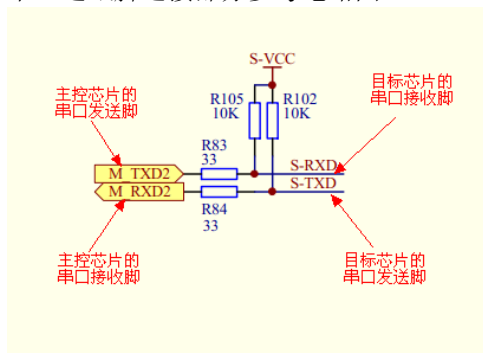 S-VCC
主控芯片的
串口发送脚
目标芯片的
串口接收脚
R105
10K
R102
10K
R83
33
M_TXD2
S-RXD
M_RXD2
S-TXD
R84
33
主控芯片的
串口接收脚
目标芯片的
串口发送脚